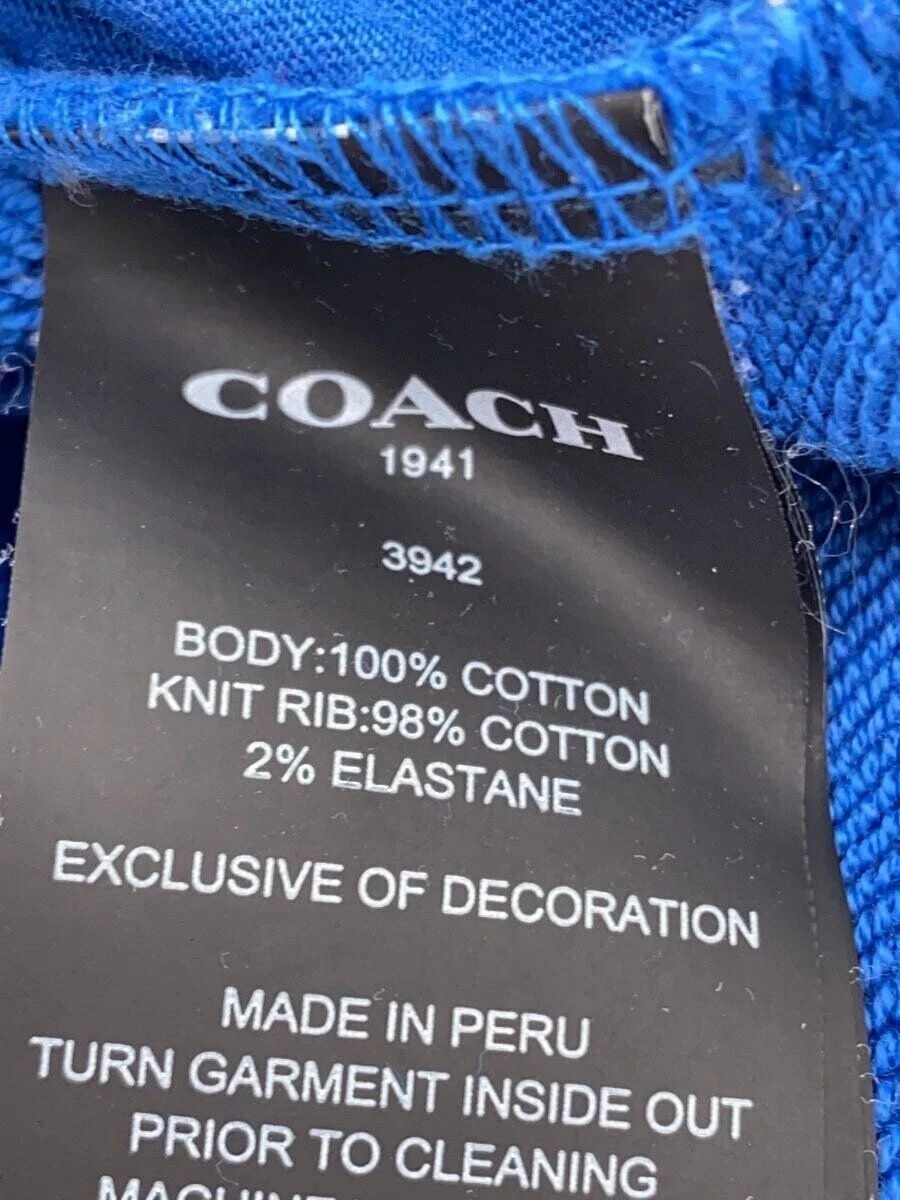 COACH
1941
3942
BODY:100% COTTON
KNIT RIB:98% COTTON
2% ELASTANE
EXCLUSIVE OF DECORATION
MADE IN PERU
TURN GARMENT INSIDE OUT
PRIOR TO CLEANING
MACHINE